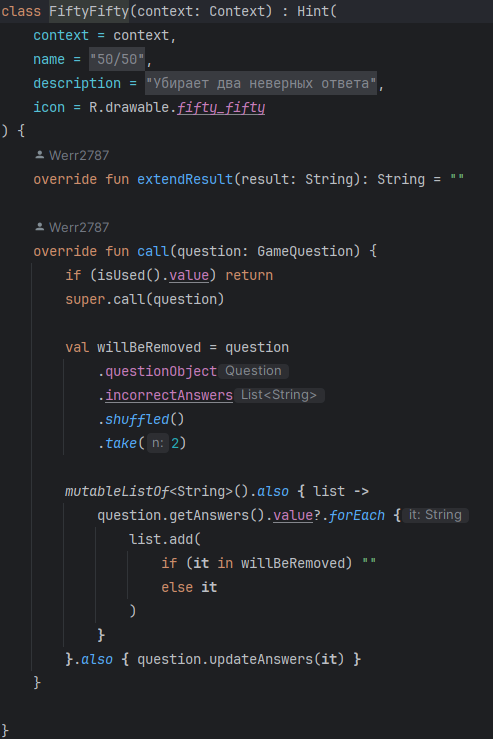 class FiftyFifty(context: Context) : Hint(
    context = context,
    name = "50/50",
    description = "Убирает два неверных ответа",
    icon = R.drawable.fifty_fifty
) {
    Werr2787
    override fun extendResult(result: String): String = ""

    Werr2787
    override fun call(question: GameQuestion) {
        if (isUsed().value) return
        super.call(question)

        val willBeRemoved = question
            .questionObject Question
            .incorrectAnswers List<String>
            .shuffled()
            .take( n: 2)

        mutableListOf<String>().also { list ->
            question.getAnswers().value?.forEach { it: String
                list.add(
                    if (it in willBeRemoved) ""
                    else it
                )
            }
        }.also { question.updateAnswers(it) }
    }

}